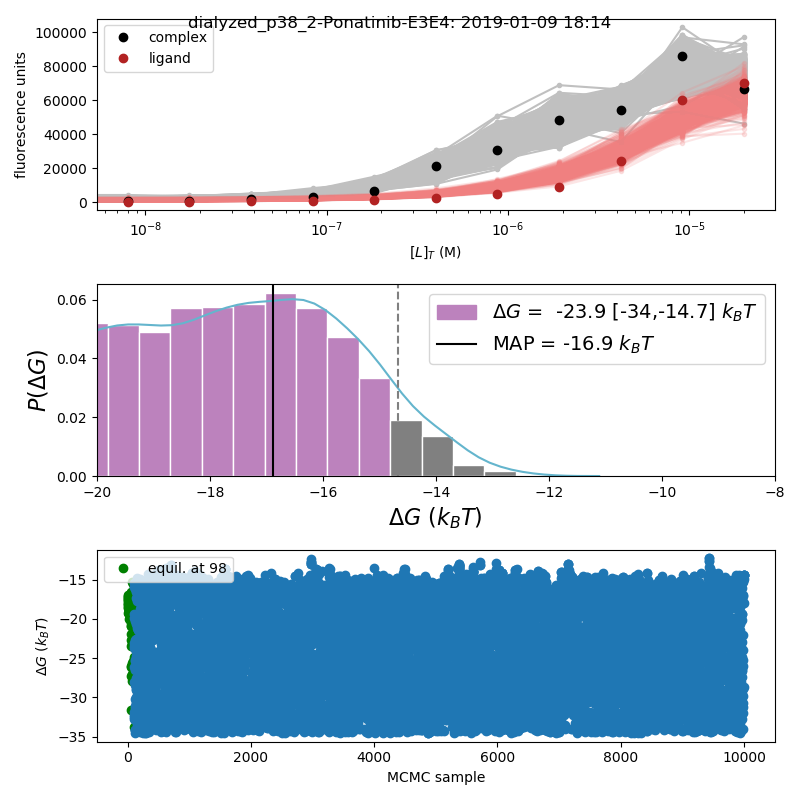 dialyzed_p38_2-Ponatinib-E3E4: 2019-01-09 18:14
100000
80000
60000
40000
20000
0
fluorescence units
complex
ligand
10⁻⁸ 10⁻⁷ 10⁻⁶ 10⁻⁵
[L]_T (M)
0.06
0.04
0.02
0.00
P(ΔG)
ΔG = -23.9 [-34,-14.7] k_BT
MAP = -16.9 k_BT
−20 −18 −16 −14 −12 −10 −8
ΔG (k_BT)
−15
−20
−25
−30
−35
ΔG (k_BT)
equil. at 98
0 2000 4000 6000 8000 10000
MCMC sample